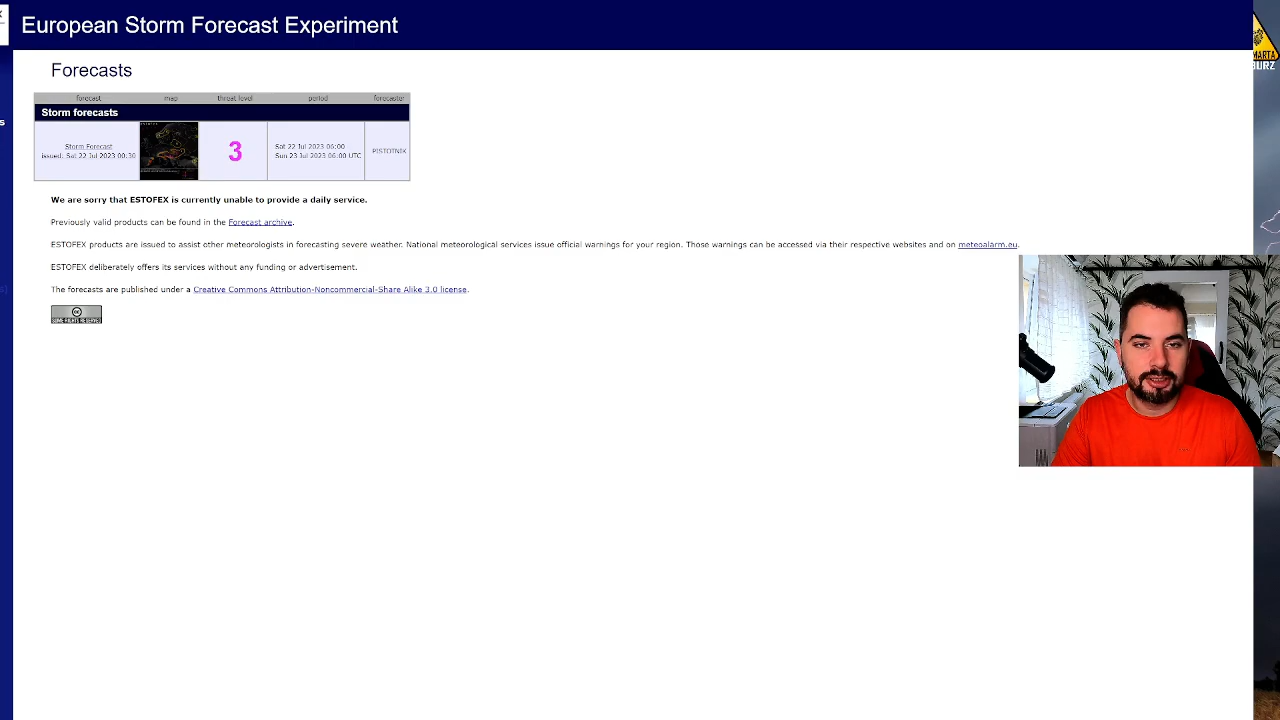 European Storm Forecast Experiment
Forecasts
forecast map threat level period forecaster
Storm forecasts
Storm Forecast
issued: Sat 22 Jul 2023 00:30
3
Sat 22 Jul 2023 06:00
Sun 23 Jul 2023 06:00 UTC
PISTOTNIK
We are sorry that ESTOFEX is currently unable to provide a daily service.
Previously valid products can be found in the Forecast archive.
ESTOFEX products are issued to assist other meteorologists in forecasting severe weather. National meteorological services issue official warnings for your region. Those warnings can be accessed via their respective websites and on meteoalarm.eu.
ESTOFEX deliberately offers its services without any funding or advertisement.
The forecasts are published under a Creative Commons Attribution-Noncommercial-Share Alike 3.0 license.
cc
SOME RIGHTS RESERVED